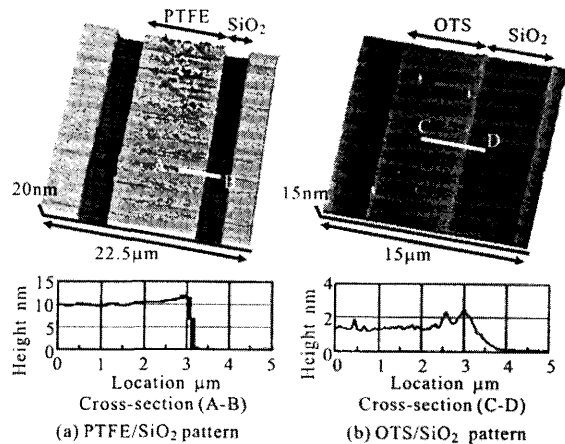 PTFE
SiO2
A
B
20nm
22.5μm
Height nm
15
10
5
0
0 1 2 3 4 5
Location μm
Cross-section (A-B)
(a) PTFE/SiO2 pattern
OTS
SiO2
C
D
15nm
15μm
Height nm
4
2
0
0 1 2 3 4 5
Location μm
Cross-section (C-D)
(b) OTS/SiO2 pattern